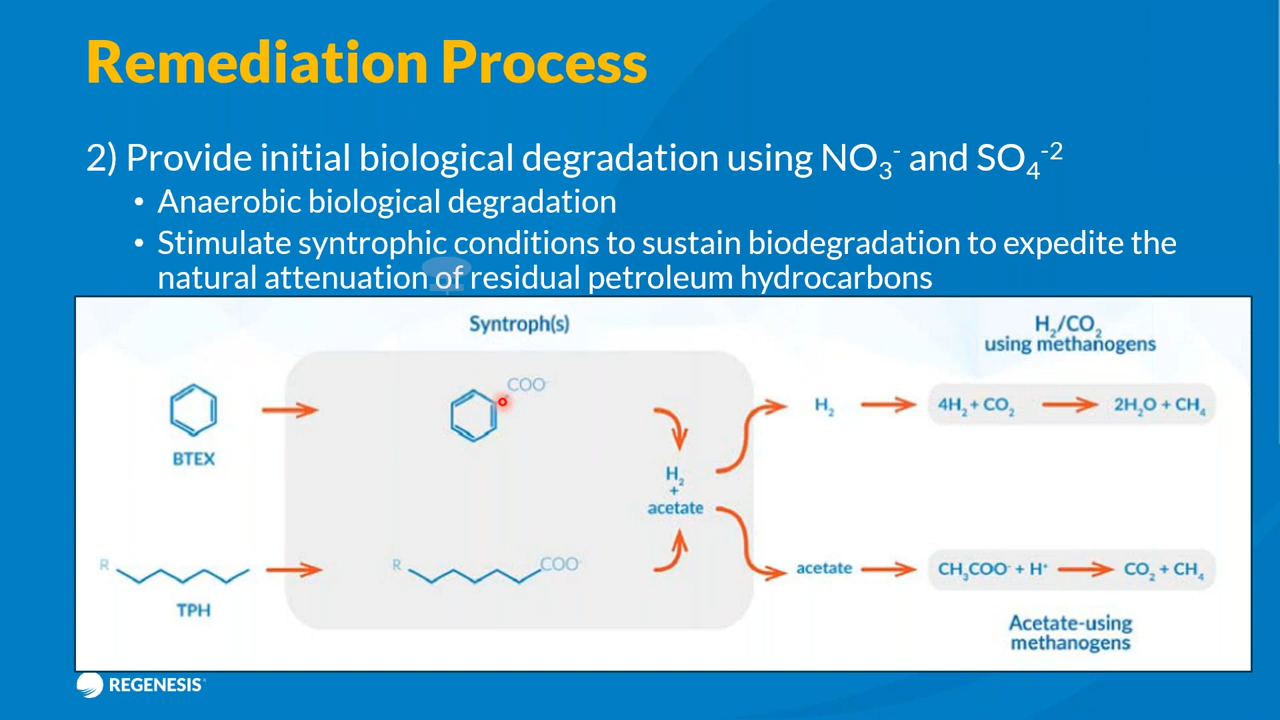 Remediation Process
2) Provide initial biological degradation using NO₃⁻ and SO₄⁻²
• Anaerobic biological degradation
• Stimulate syntrophic conditions to sustain biodegradation to expedite the
natural attenuation of residual petroleum hydrocarbons
Syntroph(s)
H₂/CO₂
using methanogens
COO⁻
BTEX
H₂
+
acetate
H₂
4H₂ + CO₂
2H₂O + CH₄
R
TPH
R
COO⁻
acetate
CH₃COO⁻ + H⁺
CO₂ + CH₄
Acetate-using
methanogens
REGENESIS